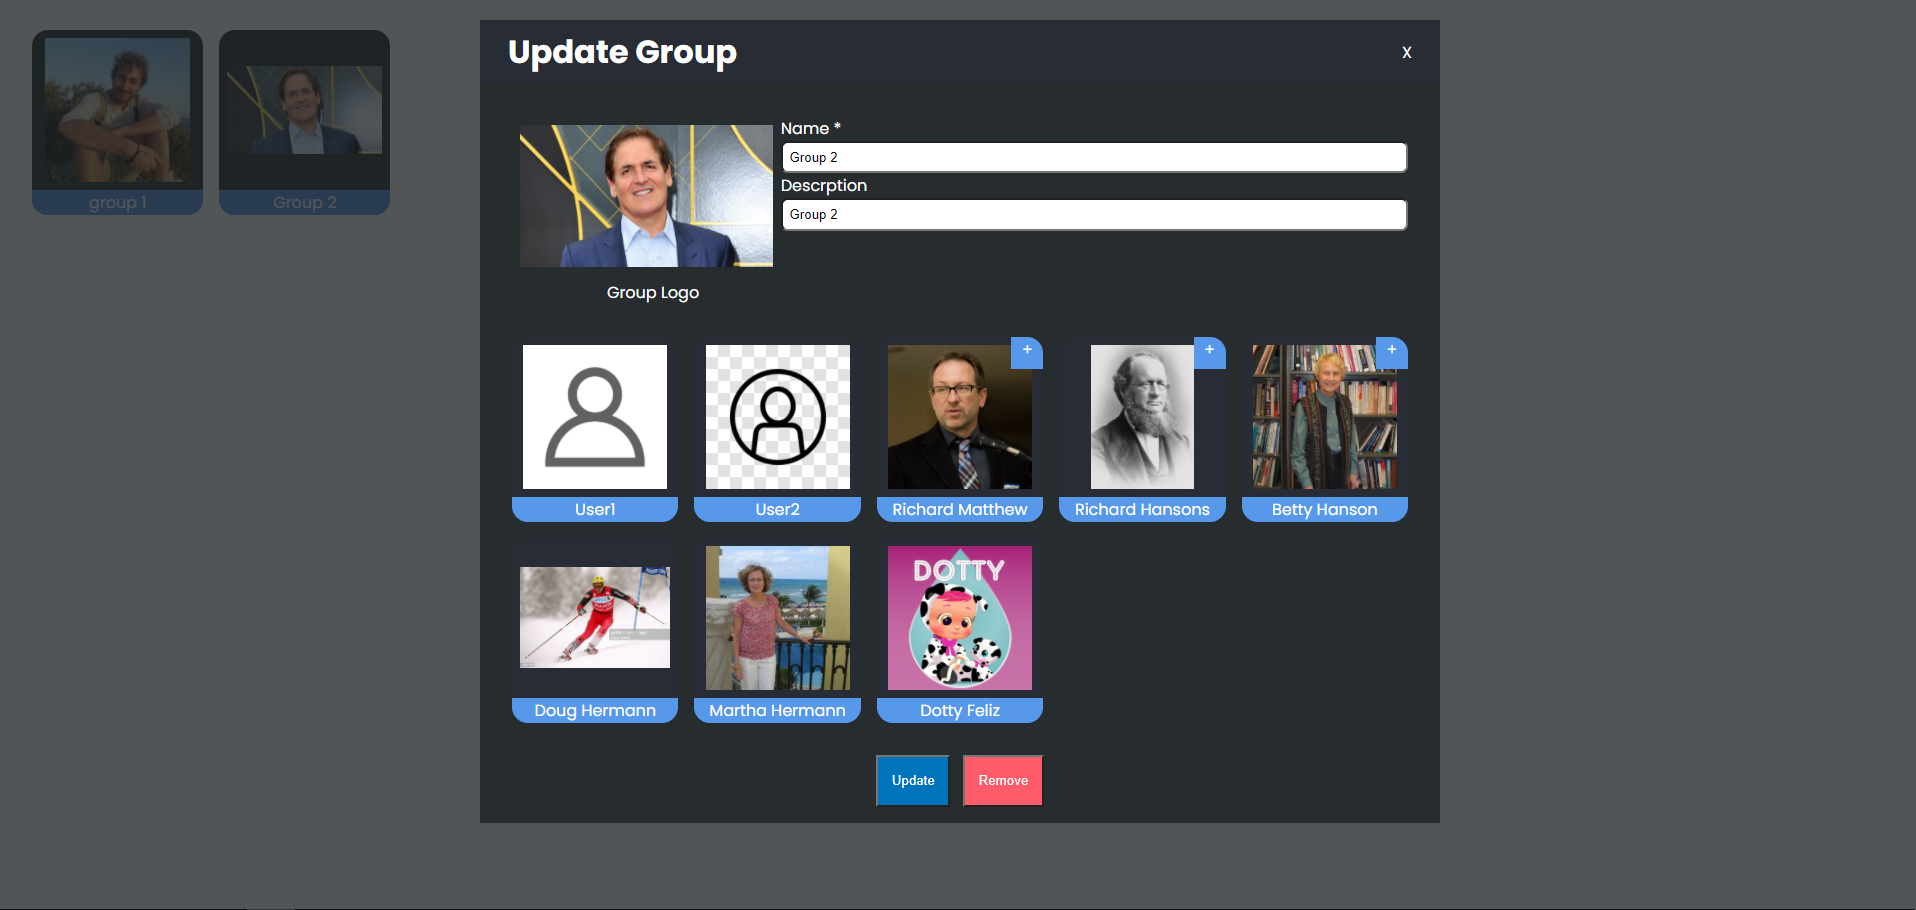 group 1
Group 2
Update Group
X
Name *
Group 2
Descrption
Group 2
Group Logo
+
+
+
User1
User2
Richard Matthew
Richard Hansons
Betty Hanson
DOTTY
Doug Hermann
Martha Hermann
Dotty Feliz
Update
Remove